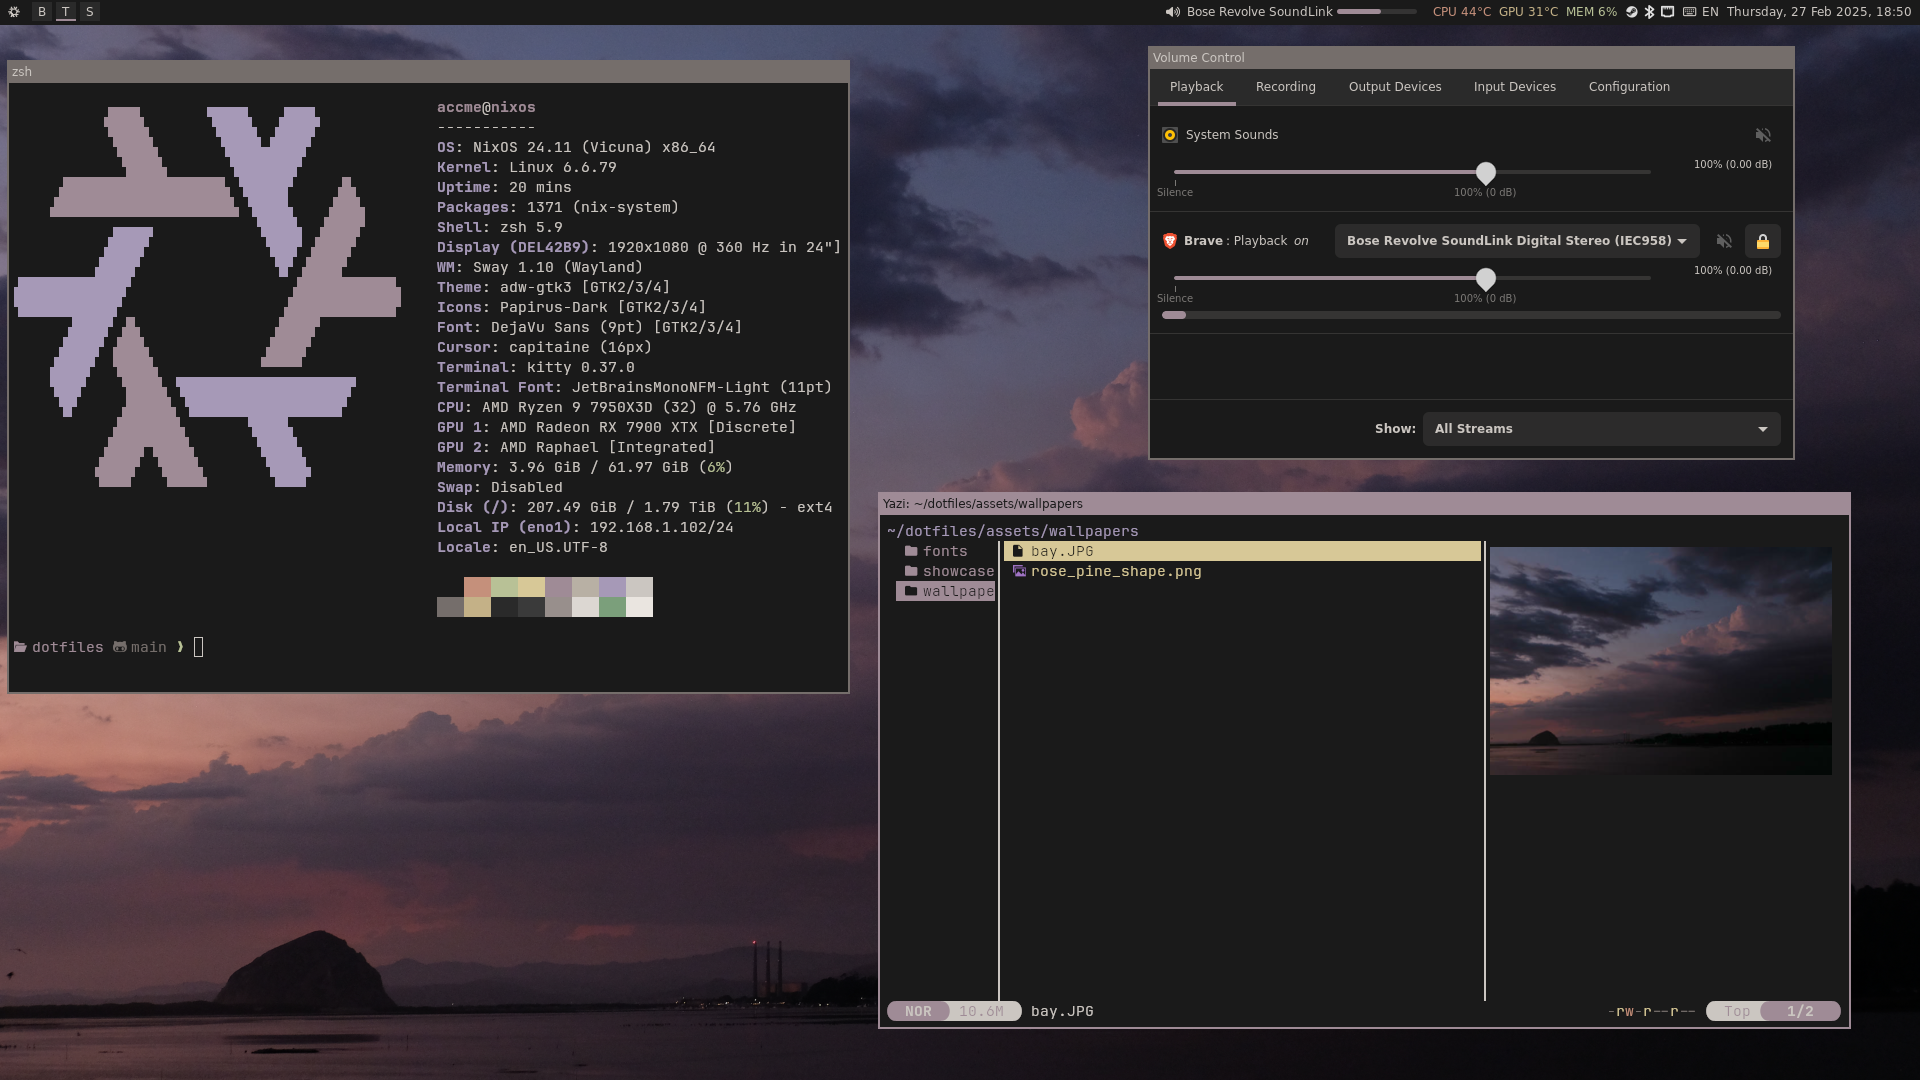 B T S
Bose Revolve SoundLink CPU 44°C GPU 31°C MEM 6% EN Thursday, 27 Feb 2025, 18:50
zsh
accme@nixos
-----------
OS: NixOS 24.11 (Vicuna) x86_64
Kernel: Linux 6.6.79
Uptime: 20 mins
Packages: 1371 (nix-system)
Shell: zsh 5.9
Display (DEL42B9): 1920x1080 @ 360 Hz in 24"]
WM: Sway 1.10 (Wayland)
Theme: adw-gtk3 [GTK2/3/4]
Icons: Papirus-Dark [GTK2/3/4]
Font: DejaVu Sans (9pt) [GTK2/3/4]
Cursor: capitaine (16px)
Terminal: kitty 0.37.0
Terminal Font: JetBrainsMonoNFM-Light (11pt)
CPU: AMD Ryzen 9 7950X3D (32) @ 5.76 GHz
GPU 1: AMD Radeon RX 7900 XTX [Discrete]
GPU 2: AMD Raphael [Integrated]
Memory: 3.96 GiB / 61.97 GiB (6%)
Swap: Disabled
Disk (/): 207.49 GiB / 1.79 TiB (11%) - ext4
Local IP (eno1): 192.168.1.102/24
Locale: en_US.UTF-8
dotfiles main ❯
Volume Control
Playback Recording Output Devices Input Devices Configuration
System Sounds
100% (0.00 dB)
Silence 100% (0 dB)
Brave : Playback on Bose Revolve SoundLink Digital Stereo (IEC958)
100% (0.00 dB)
Silence 100% (0 dB)
Show: All Streams
Yazi: ~/dotfiles/assets/wallpapers
~/dotfiles/assets/wallpapers
fonts
showcase
wallpape
bay.JPG
rose_pine_shape.png
NOR 10.6M bay.JPG -rw-r--r-- Top 1/2